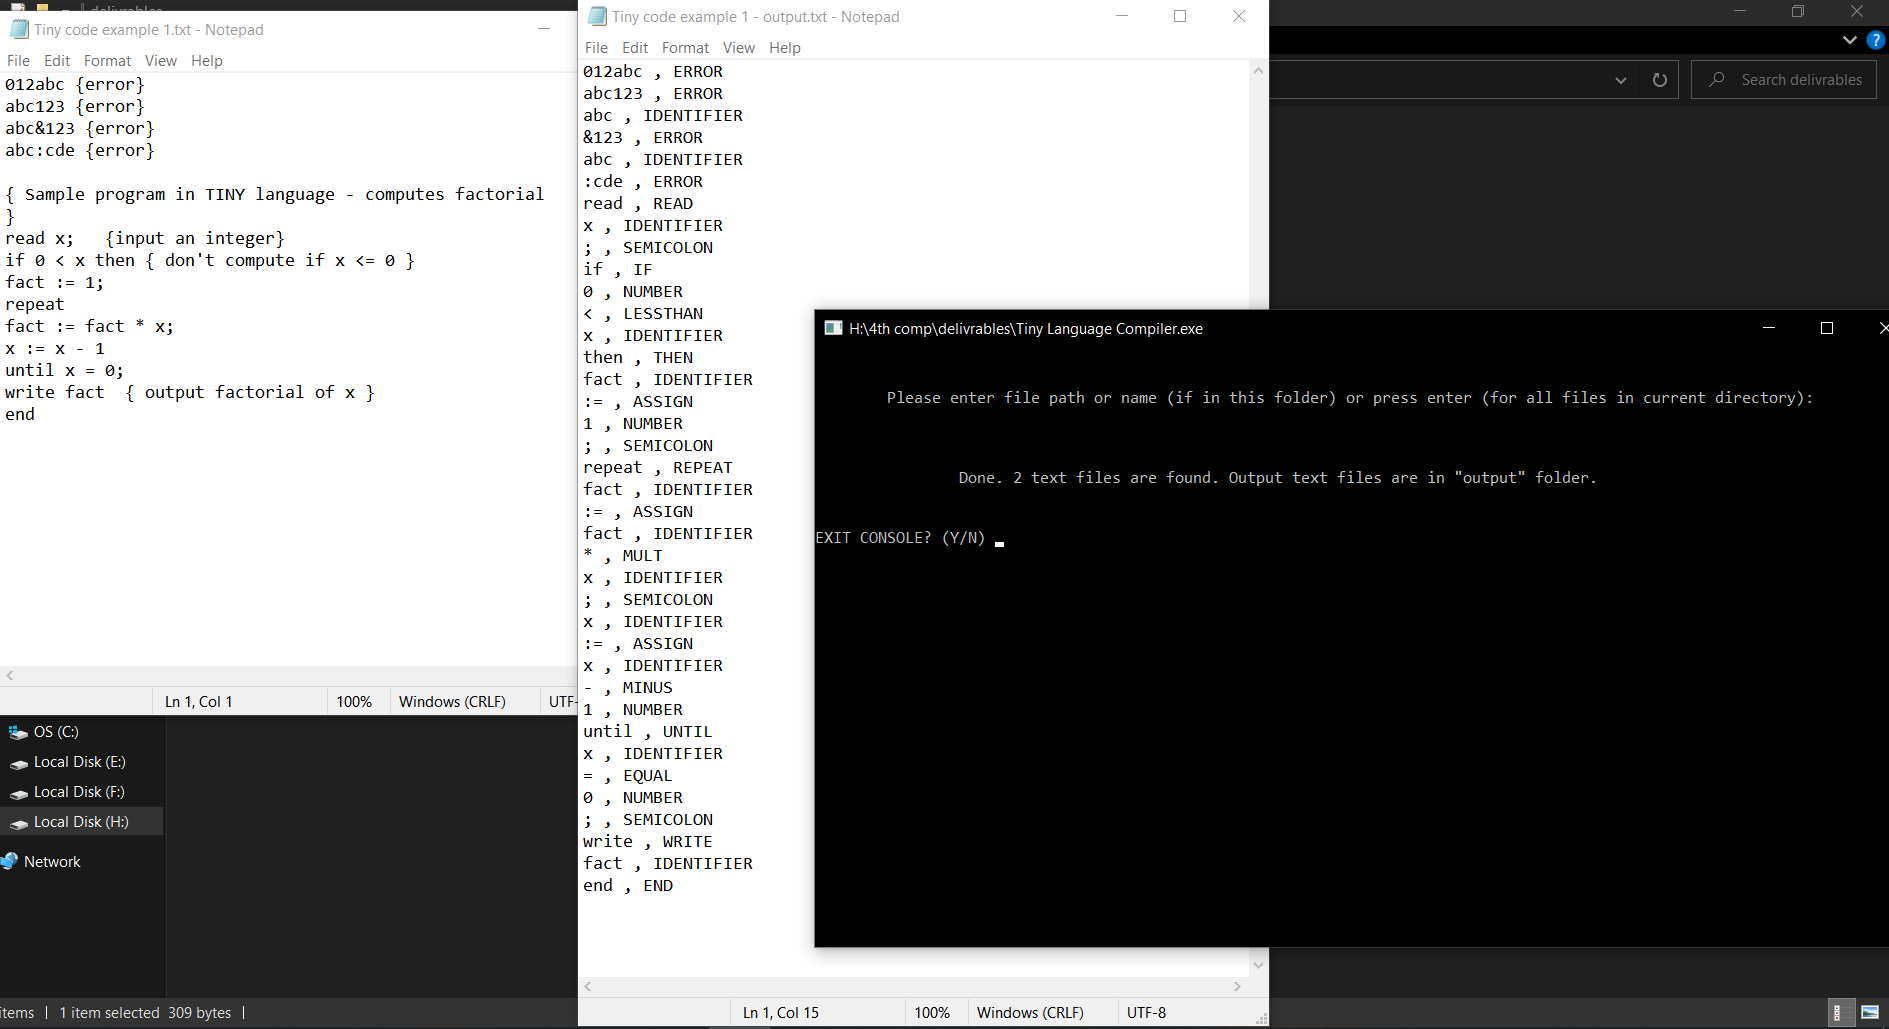 delivrables
Tiny code example 1.txt - Notepad
File Edit Format View Help
012abc {error}
abc123 {error}
abc&123 {error}
abc:cde {error}
{ Sample program in TINY language - computes factorial
}
read x;   {input an integer}
if 0 < x then { don't compute if x <= 0 }
fact := 1;
repeat
fact := fact * x;
x := x - 1
until x = 0;
write fact  { output factorial of x }
end
Ln 1, Col 1 100% Windows (CRLF) UTF-
OS (C:)
Local Disk (E:)
Local Disk (F:)
Local Disk (H:)
Network
items 1 item selected 309 bytes
Tiny code example 1 - output.txt - Notepad
File Edit Format View Help
012abc , ERROR
abc123 , ERROR
abc , IDENTIFIER
&123 , ERROR
abc , IDENTIFIER
:cde , ERROR
read , READ
x , IDENTIFIER
; , SEMICOLON
if , IF
0 , NUMBER
< , LESSTHAN
x , IDENTIFIER
then , THEN
fact , IDENTIFIER
:= , ASSIGN
1 , NUMBER
; , SEMICOLON
repeat , REPEAT
fact , IDENTIFIER
:= , ASSIGN
fact , IDENTIFIER
* , MULT
x , IDENTIFIER
; , SEMICOLON
x , IDENTIFIER
:= , ASSIGN
x , IDENTIFIER
- , MINUS
1 , NUMBER
until , UNTIL
x , IDENTIFIER
= , EQUAL
0 , NUMBER
; , SEMICOLON
write , WRITE
fact , IDENTIFIER
end , END
Ln 1, Col 15 100% Windows (CRLF) UTF-8
?
Search delivrables
H:\4th comp\delivrables\Tiny Language Compiler.exe
Please enter file path or name (if in this folder) or press enter (for all files in current directory):
Done. 2 text files are found. Output text files are in "output" folder.
EXIT CONSOLE? (Y/N)